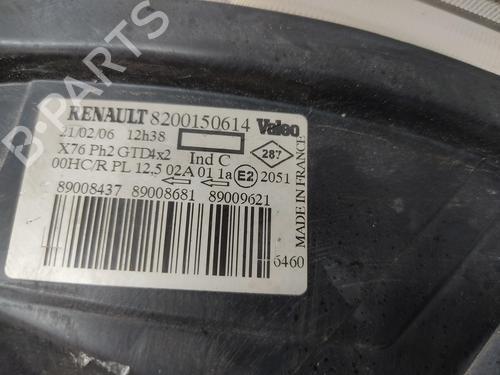 B-PARTS
RENAULT 8200150614 Valeo
21/02/06 12h38
X76 Ph2 GTD4x2 Ind C 287
00HC/R PL 12,5 02A 01 1a E2 2051
89008437 89008681 89009621
6460
MADE IN FRANCE